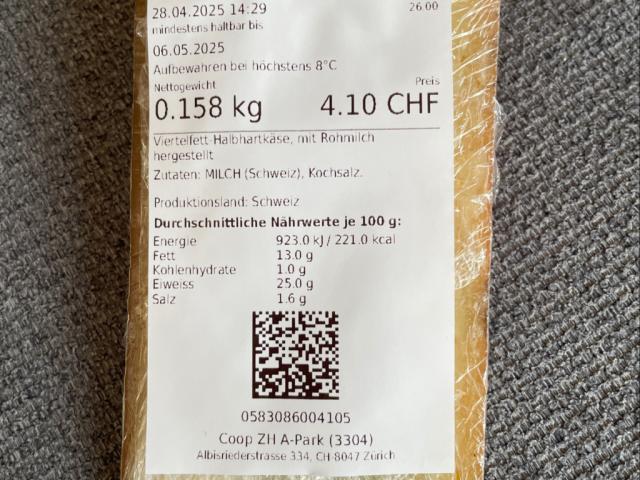 28.04.2025 14:29 26.00
mindestens haltbar bis
06.05.2025
Aufbewahren bei höchstens 8°C
Nettogewicht Preis
0.158 kg 4.10 CHF
Viertelfett-Halbhartkäse, mit Rohmilch
hergestellt
Zutaten: MILCH (Schweiz), Kochsalz.
Produktionsland: Schweiz
Durchschnittliche Nährwerte je 100 g:
Energie 923.0 kJ / 221.0 kcal
Fett 13.0 g
Kohlenhydrate 1.0 g
Eiweiss 25.0 g
Salz 1.6 g
0583086004105
Coop ZH A-Park (3304)
Albisriederstrasse 334, CH-8047 Zürich